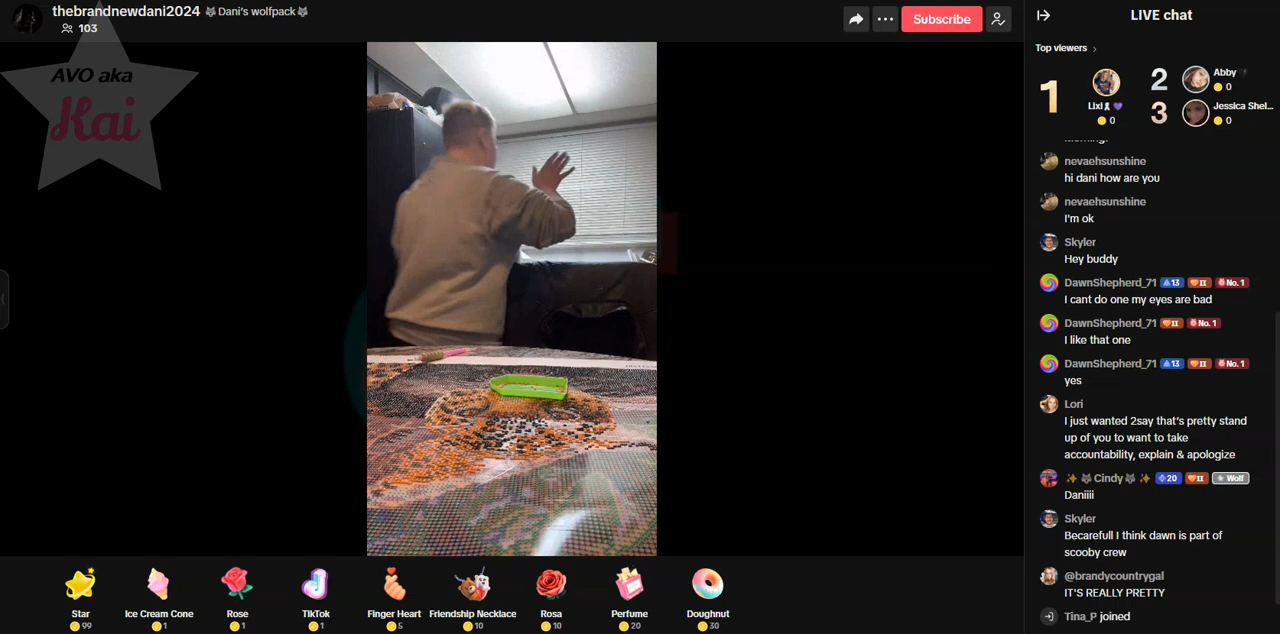 thebrandnewdani2024 🐺Dani's wolfpack🐺
103
Subscribe
AVO aka
Kai
LIVE chat
Top viewers
1
Lixi🎗💜
0
2
Abby
0
3
Jessica Shel...
0
morning!
nevaehsunshine
hi dani how are you
nevaehsunshine
I'm ok
Skyler
Hey buddy
DawnShepherd_71 13 II No. 1
I cant do one my eyes are bad
DawnShepherd_71 II No. 1
I like that one
DawnShepherd_71 13 II No. 1
yes
Lori
I just wanted 2say that's pretty stand
up of you to want to take
accountability, explain & apologize
✨🐺Cindy🐺✨ 20 II Wolf
Daniiii
Skyler
Becarefull I think dawn is part of
scooby crew
@brandycountrygal
IT'S REALLY PRETTY
Tina_P joined
Star
99
Ice Cream Cone
1
Rose
1
TikTok
1
Finger Heart
5
Friendship Necklace
10
Rosa
10
Perfume
20
Doughnut
30